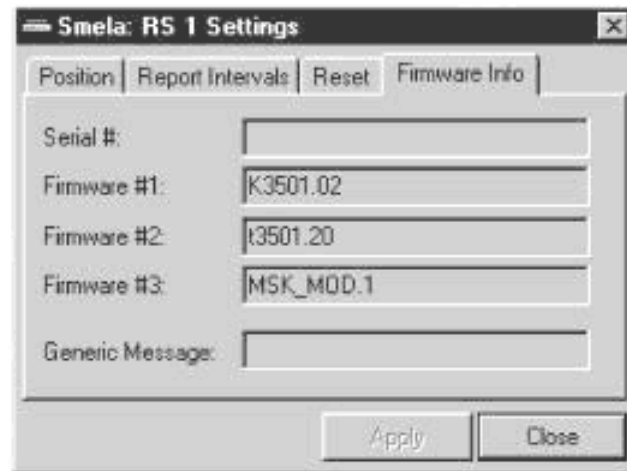 Smela: RS 1 Settings
Position Report Intervals Reset Firmware Info
Serial #:
Firmware #1: K3501.02
Firmware #2: t3501.20
Firmware #3: MSK_MOD.1
Generic Message:
Apply Close